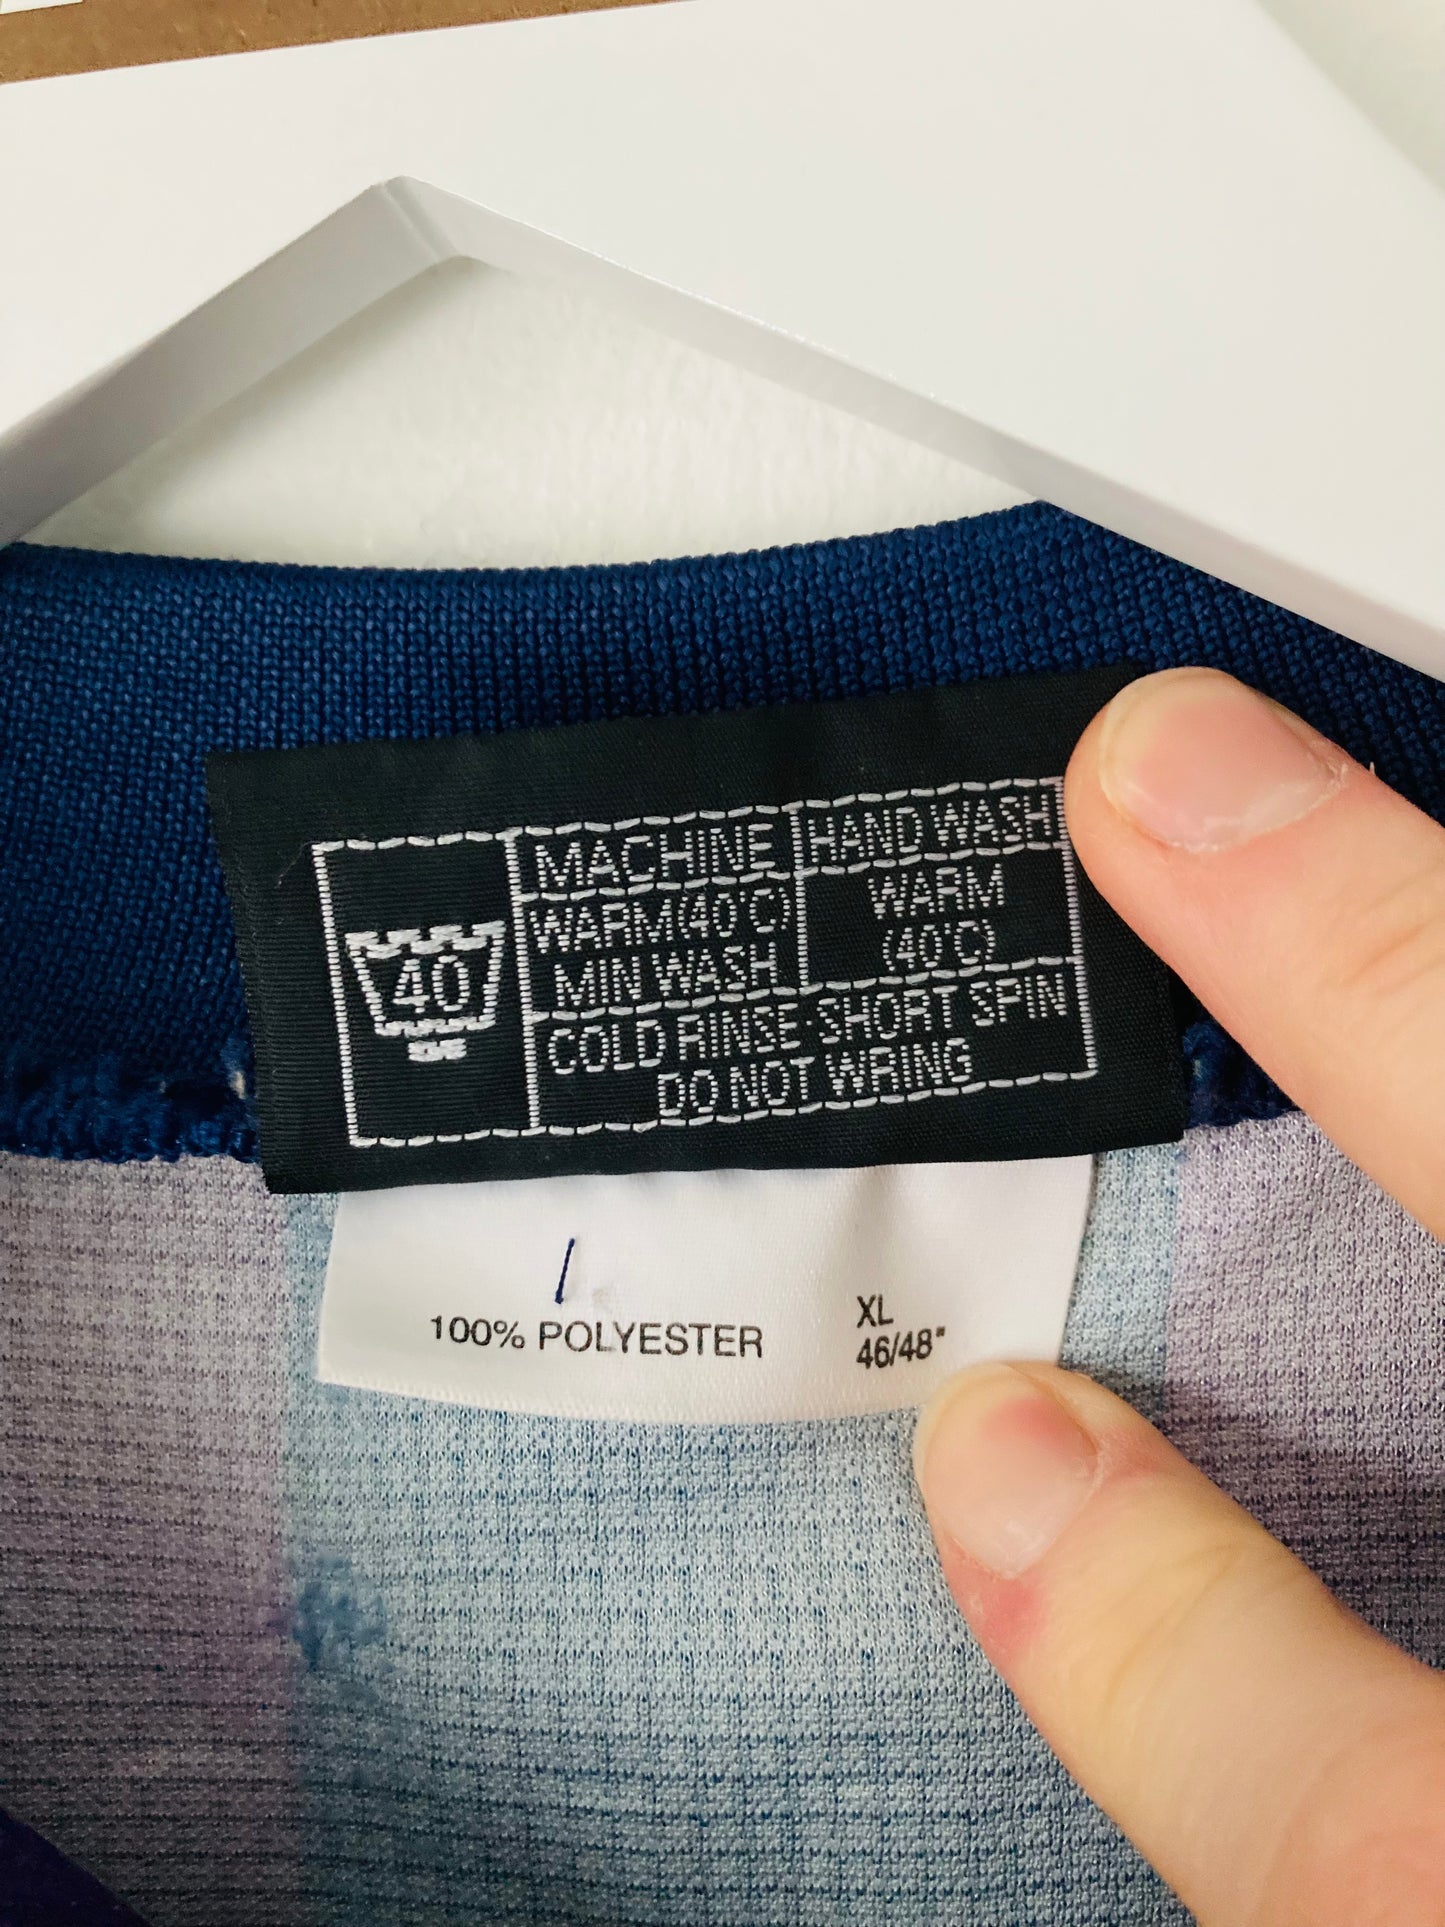 40
MACHINE
WARM (40°C)
MIN WASH
HAND WASH
WARM
(40°C)
COLD RINSE·SHORT SPIN
DO NOT WRING
100% POLYESTER
XL
46/48"